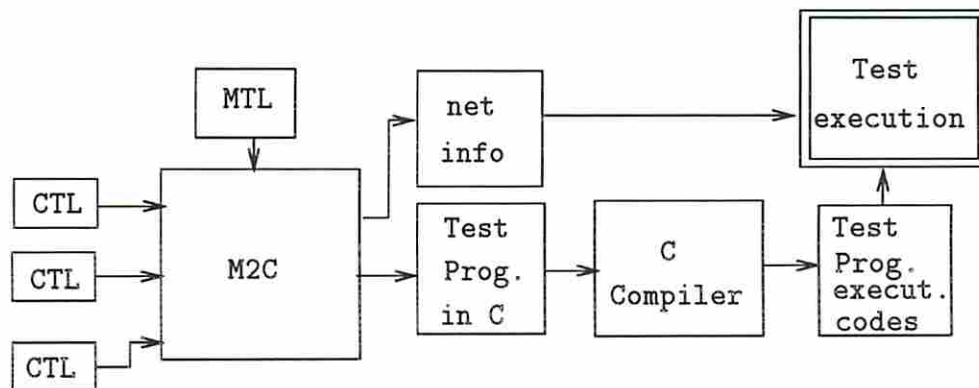 MTL
CTL
CTL
CTL
M2C
net
info
Test
Prog.
in C
C
Compiler
Test
Prog.
execut.
codes
Test
execution